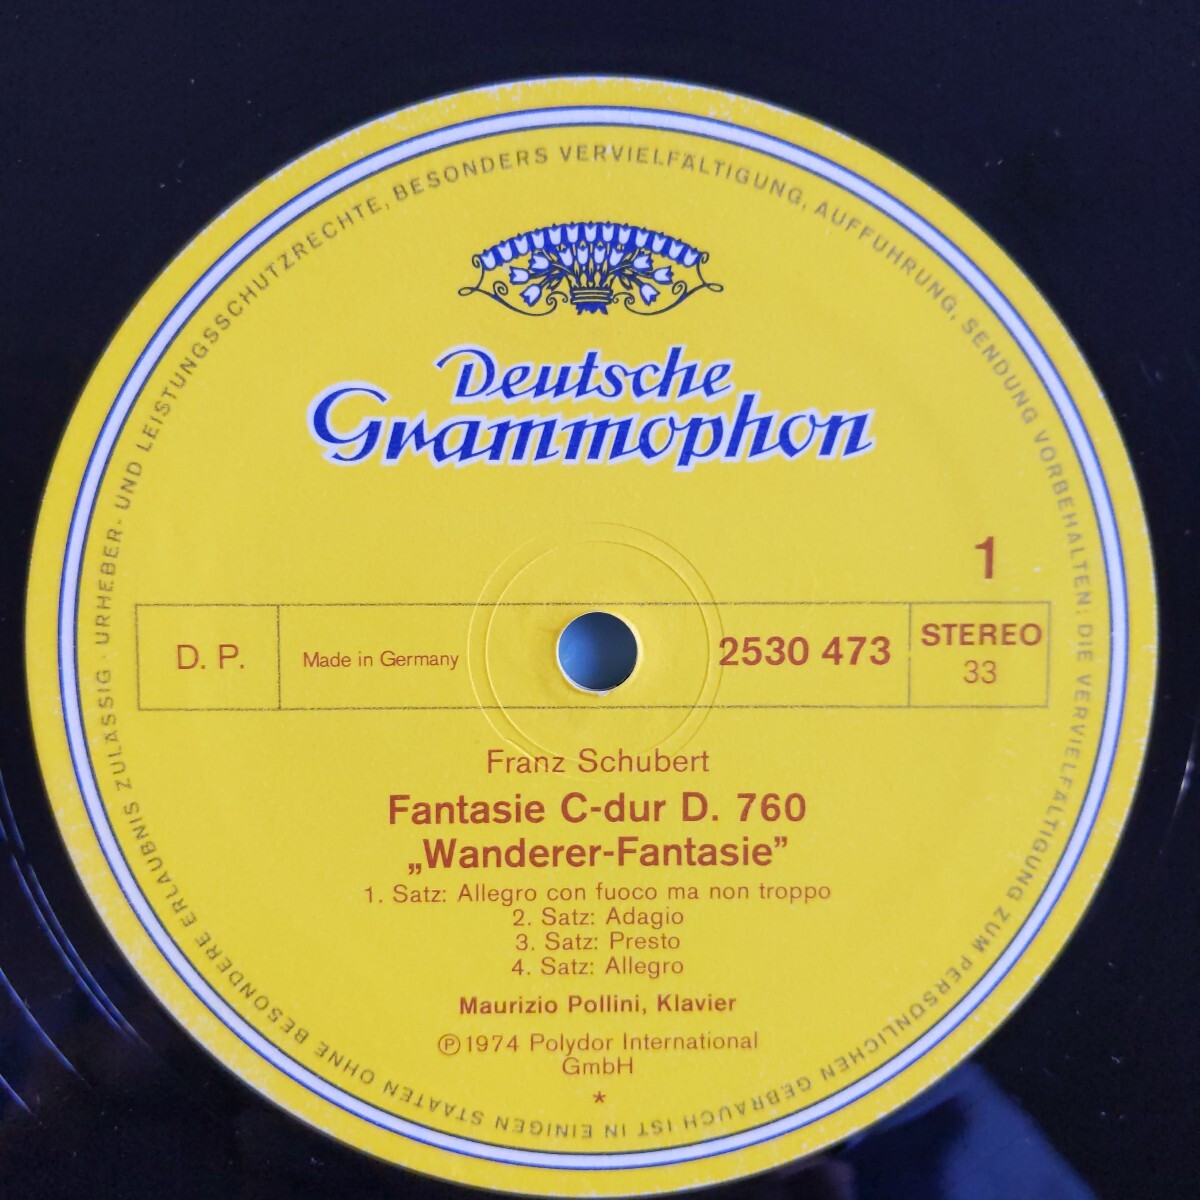 URHEBER- UND LEISTUNGSSCHUTZRECHTE, BESONDERS VERVIELFÄLTIGUNG, AUFFÜHRUNG, SENDUNG VORBEHALTEN; DIE VERVIELFÄLTIGUNG ZUM PERSÖNLICHEN GEBRAUCH IST IN EINIGEN STAATEN OHNE BESONDERE ERLAUBNIS ZULÄSSIG ·
Deutsche
Grammophon
1
D. P.
Made in Germany
2530 473
STEREO
33
Franz Schubert
Fantasie C-dur D. 760
„Wanderer-Fantasie”
1. Satz: Allegro con fuoco ma non troppo
2. Satz: Adagio
3. Satz: Presto
4. Satz: Allegro
Maurizio Pollini, Klavier
℗1974 Polydor International
GmbH
*